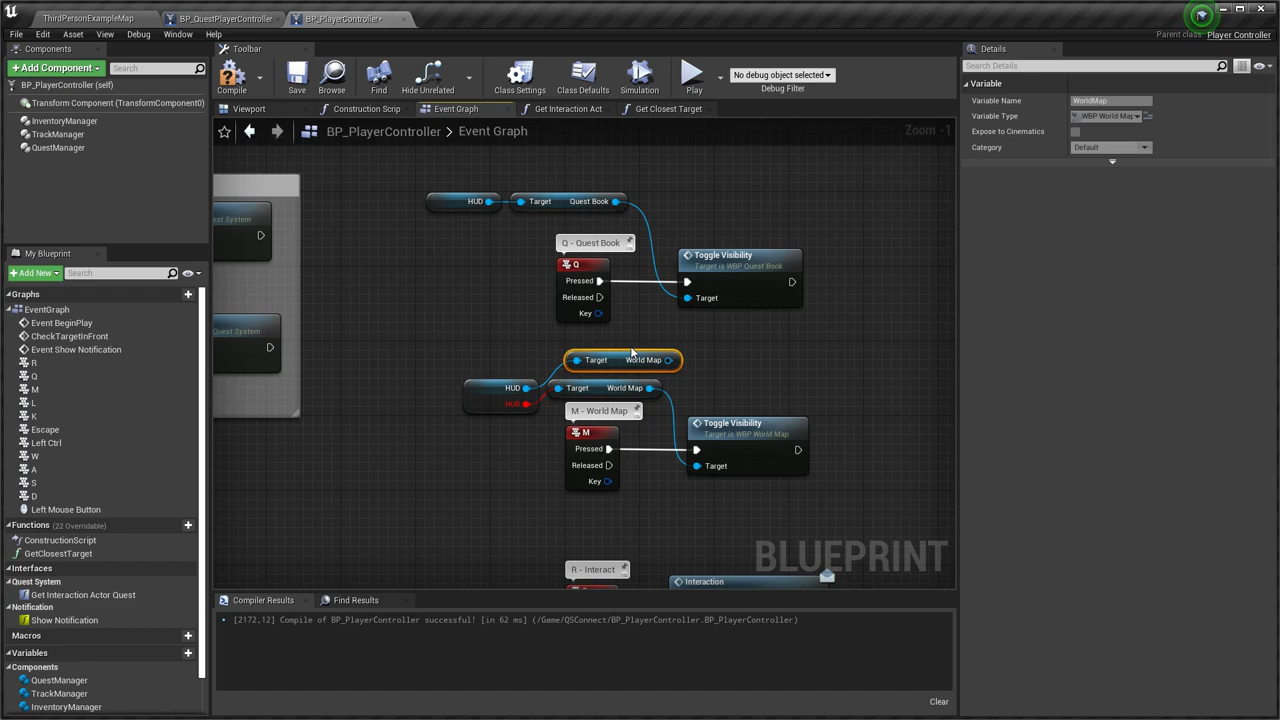 ThirdPersonExampleMap
BP_QuestPlayerController
BP_PlayerController*
File Edit Asset View Debug Window Help
Parent class: Player Controller
Components
+ Add Component
Search
BP_PlayerController (self)
Transform Component (TransformComponent0)
InventoryManager
TrackManager
QuestManager
My Blueprint
+ Add New
Search
Graphs
EventGraph
Event BeginPlay
CheckTargetInFront
Event Show Notification
R
Q
M
L
K
Escape
Left Ctrl
W
A
S
D
Left Mouse Button
Functions (22 Overridable)
ConstructionScript
GetClosestTarget
Interfaces
Quest System
Get Interaction Actor Quest
Notification
Show Notification
Macros
Variables
Components
QuestManager
TrackManager
InventoryManager
Toolbar
Compile
Save
Browse
Find
Hide Unrelated
Class Settings
Class Defaults
Simulation
Play
No debug object selected
Debug Filter
Viewport
Construction Scrip
Event Graph
Get Interaction Act
Get Closest Target
BP_PlayerController > Event Graph
Zoom -1
est System
Quest System
HUD
Target Quest Book
Q - Quest Book
Q
Pressed
Released
Key
Toggle Visibility
Target is WBP Quest Book
Target
Target World Map
HUD
HUD
Target World Map
M - World Map
M
Pressed
Released
Key
Toggle Visibility
Target is WBP World Map
Target
R - Interact
Interaction
BLUEPRINT
Compiler Results
Find Results
[2172,12] Compile of BP_PlayerController successful! [in 62 ms] (/Game/QSConnect/BP_PlayerController.BP_PlayerController)
Clear
Details
Search Details
Variable
Variable Name WorldMap
Variable Type WBP World Map
Expose to Cinematics
Category Default